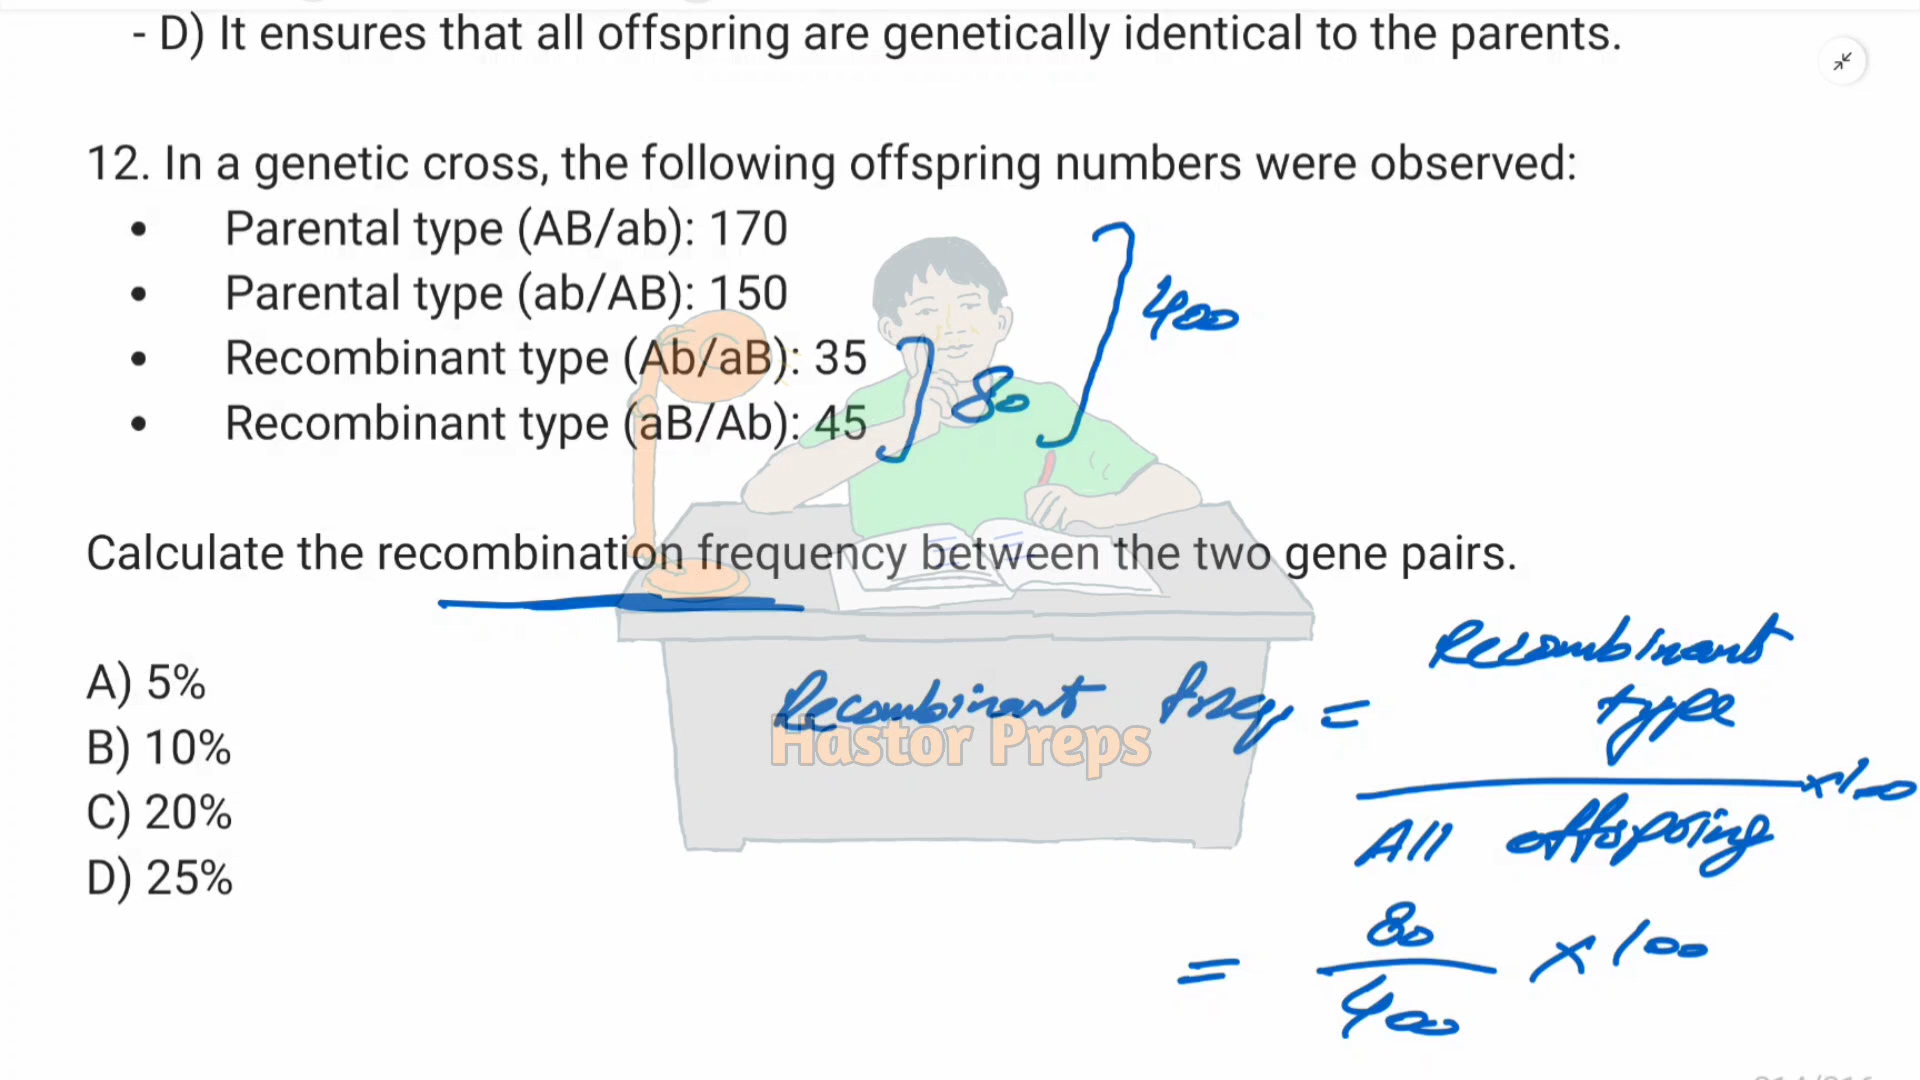 - D) It ensures that all offspring are genetically identical to the parents.
12. In a genetic cross, the following offspring numbers were observed:
• Parental type (AB/ab): 170
• Parental type (ab/AB): 150
• Recombinant type (Ab/aB): 35
• Recombinant type (aB/Ab): 45
80
400
Calculate the recombination frequency between the two gene pairs.
A) 5%
B) 10%
C) 20%
D) 25%
Recombinant freq =
Recombinant
type
×100
All offspring
Hastor Preps
= 80
× 100
400